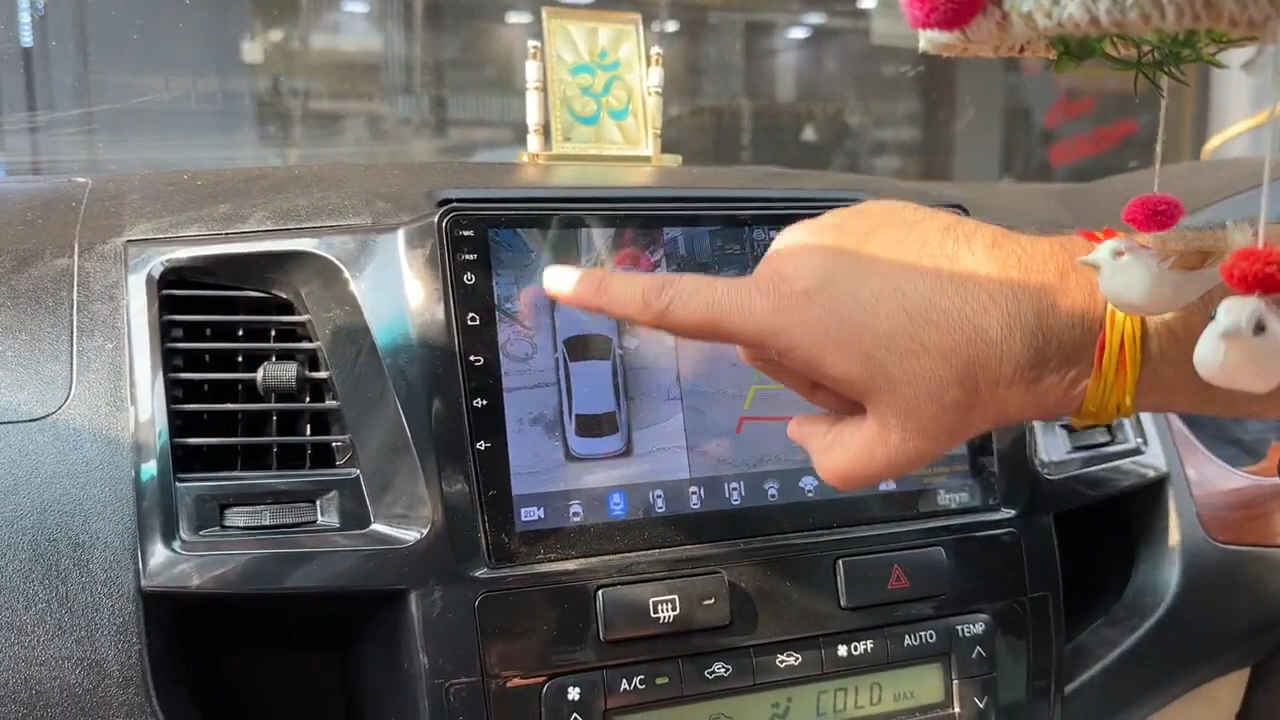 ॐ
MIC
RST
2D
A/C
OFF
AUTO
TEMP
COLD MAX.